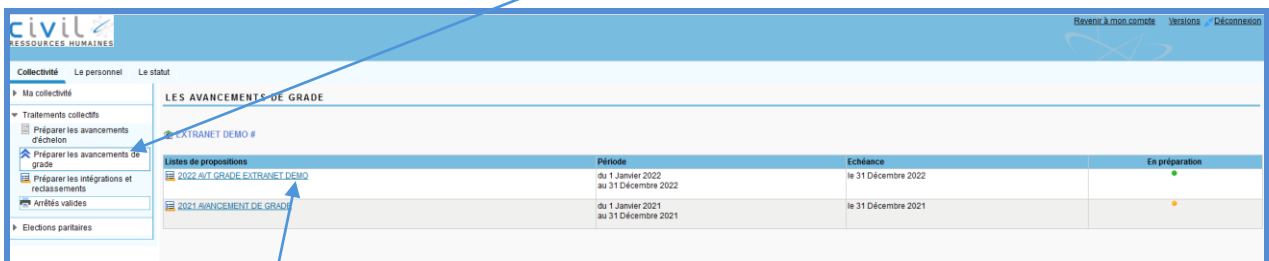 civil
RESSOURCES HUMAINES
Revenir à mon compte Versions Déconnexion
Collectivité Le personnel Le statut
Ma collectivité
Traitements collectifs
Préparer les avancements
d'échelon
Préparer les avancements de
grade
Préparer les intégrations et
reclassements
Arrêtés valides
Elections paritaires
LES AVANCEMENTS DE GRADE
EXTRANET DEMO #
Listes de propositions Période Echéance En préparation
2022 AVT GRADE EXTRANET DEMO du 1 Janvier 2022 le 31 Décembre 2022
au 31 Décembre 2022
2021 AVANCEMENT DE GRADE du 1 Janvier 2021 le 31 Décembre 2021
au 31 Décembre 2021